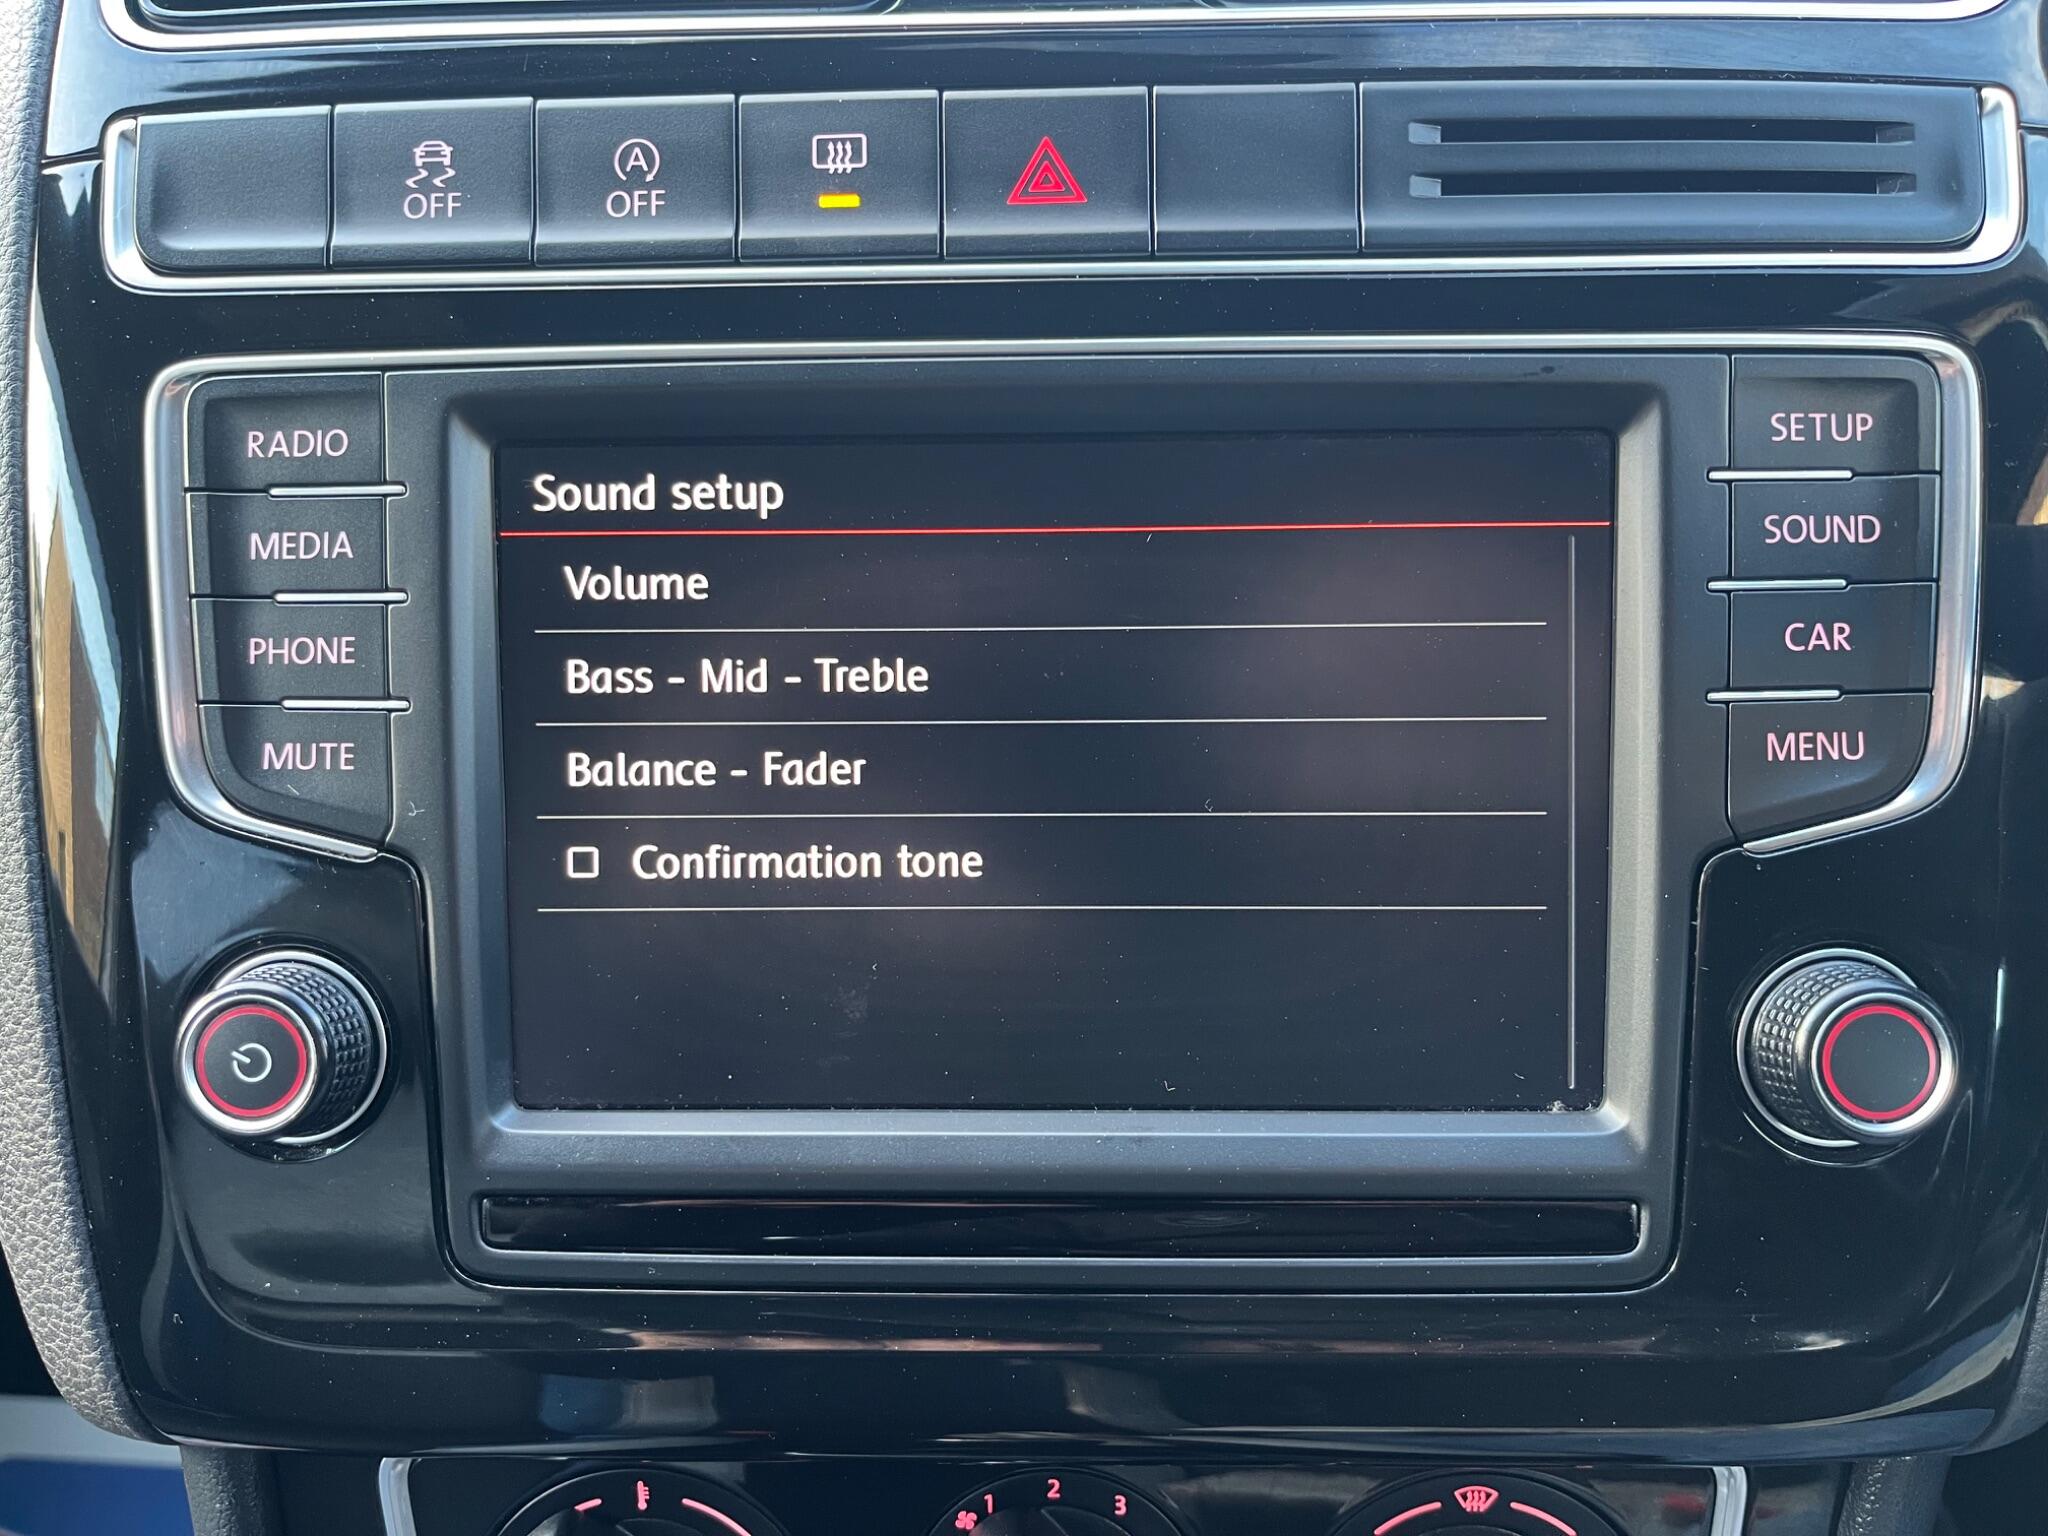 OFF
A
OFF
RADIO
MEDIA
PHONE
MUTE
Sound setup
Volume
Bass - Mid - Treble
Balance - Fader
Confirmation tone
SETUP
SOUND
CAR
MENU
1 2 3